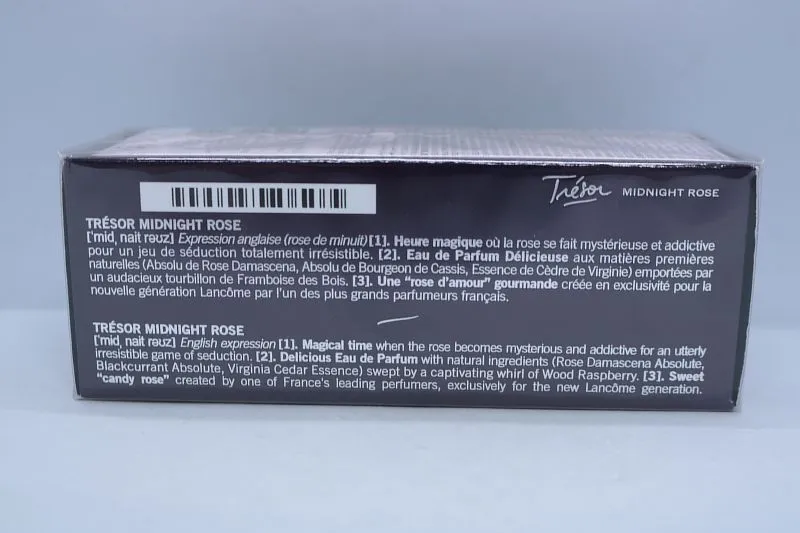 Trésor MIDNIGHT ROSE
TRÉSOR MIDNIGHT ROSE
['mid, nait rəuz] Expression anglaise (rose de minuit) [1]. Heure magique où la rose se fait mystérieuse et addictive
pour un jeu de séduction totalement irrésistible. [2]. Eau de Parfum Délicieuse aux matières premières
naturelles (Absolu de Rose Damascena, Absolu de Bourgeon de Cassis, Essence de Cèdre de Virginie) emportées par
un audacieux tourbillon de Framboise des Bois. [3]. Une "rose d'amour" gourmande créée en exclusivité pour la
nouvelle génération Lancôme par l'un des plus grands parfumeurs français.
TRÉSOR MIDNIGHT ROSE
['mid, nait rəuz] English expression [1]. Magical time when the rose becomes mysterious and addictive for an utterly
irresistible game of seduction. [2]. Delicious Eau de Parfum with natural ingredients (Rose Damascena Absolute,
Blackcurrant Absolute, Virginia Cedar Essence) swept by a captivating whirl of Wood Raspberry. [3]. Sweet
"candy rose" created by one of France's leading perfumers, exclusively for the new Lancôme generation.